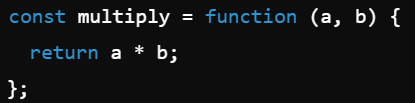 const multiply = function (a, b) {
  return a * b;
};